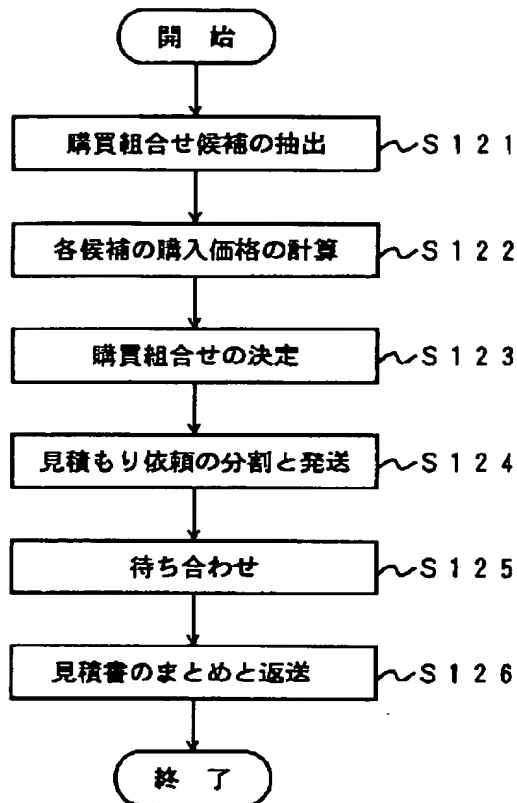 開 始
購買組合せ候補の抽出 S121
各候補の購入価格の計算 S122
購買組合せの決定 S123
見積もり依頼の分割と発送 S124
待ち合わせ S125
見積書のまとめと返送 S126
終 了